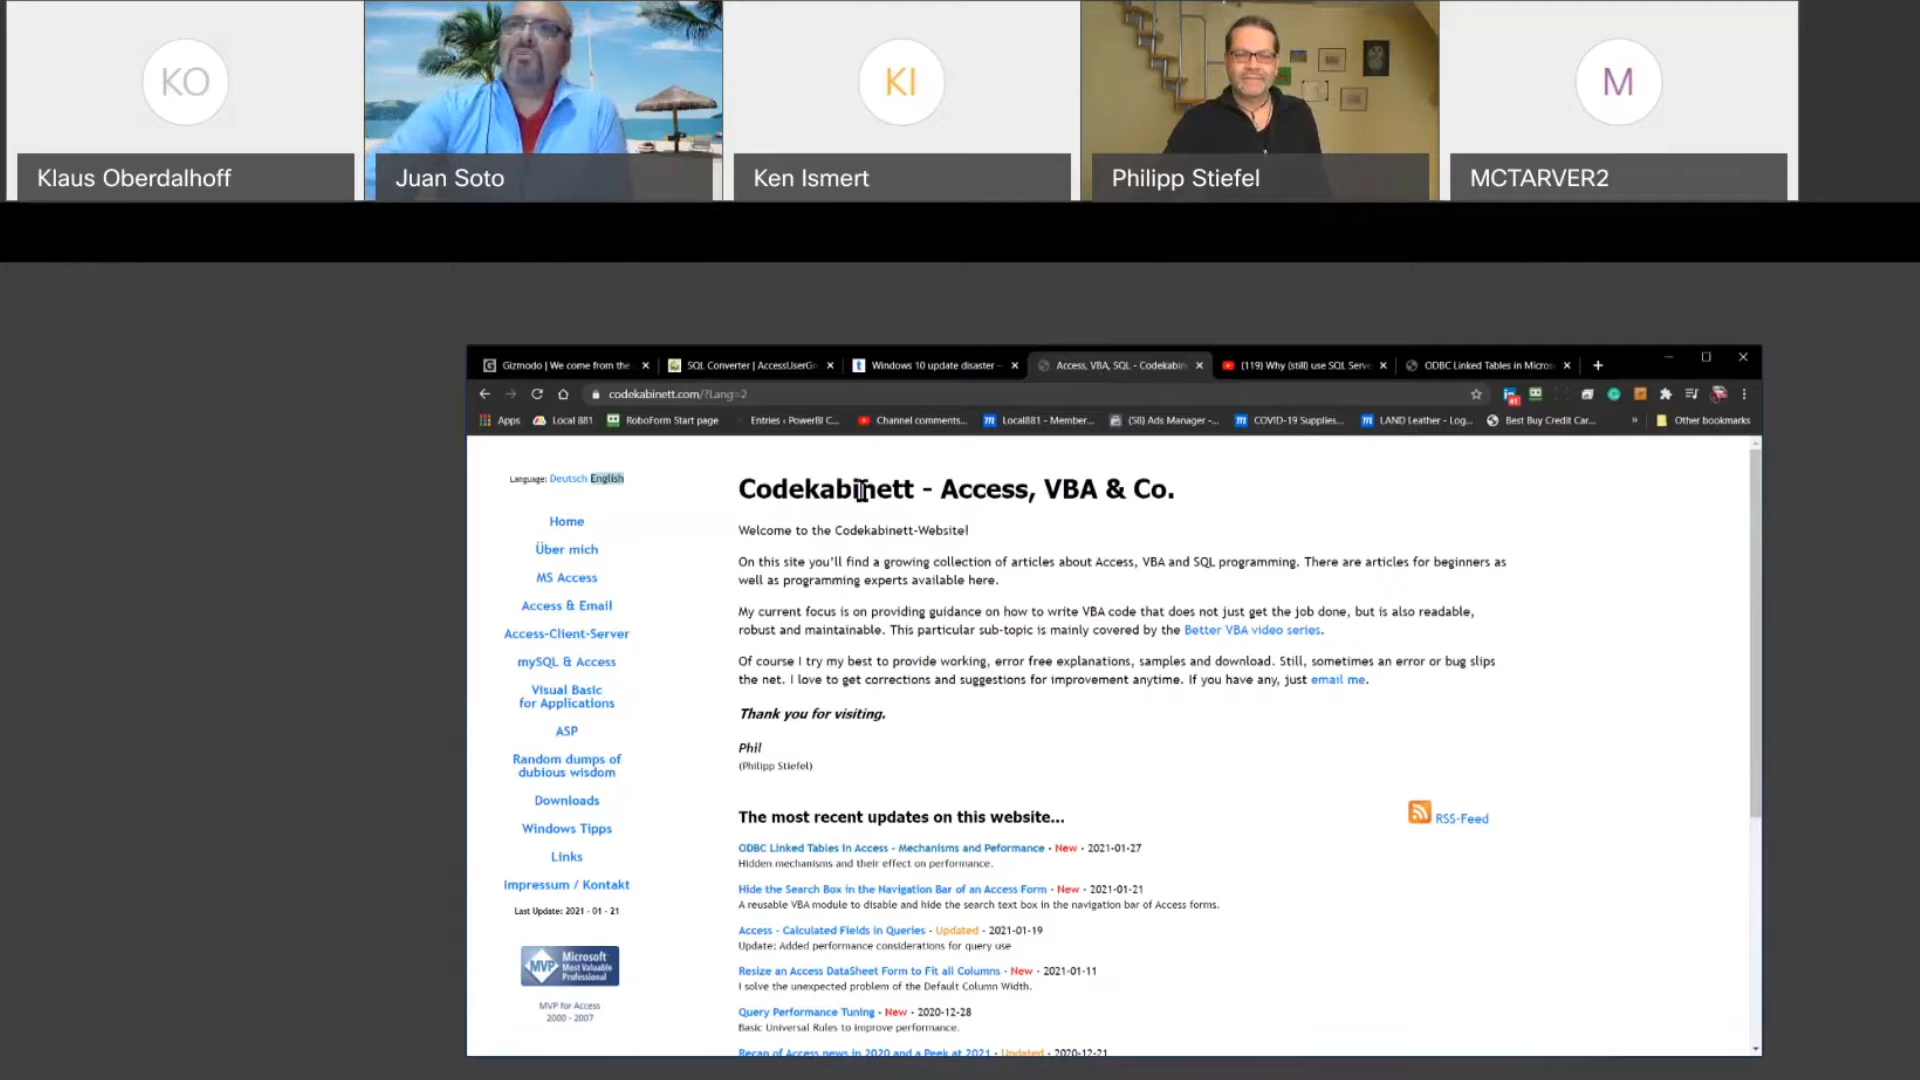 KO
KI
M
Klaus Oberdalhoff
Juan Soto
Ken Ismert
Philipp Stiefel
MCTARVER2
Gizmodo | We come from the
SQL Converter | AccessUserGr
Windows 10 update disaster –
Access, VBA, SQL - Codekabin
(119) Why (still) use SQL Serve
ODBC Linked Tables in Micros
codekabinett.com/?Lang=2
Apps
Local 881
RoboForm Start page
Entries ‹ PowerBI C...
Channel comments...
Local881 - Member...
(58) Ads Manager -...
COVID-19 Supplies...
LAND Leather - Log...
Best Buy Credit Car...
Other bookmarks
Language: Deutsch English
Home
Über mich
MS Access
Access & Email
Access-Client-Server
mySQL & Access
Visual Basic
for Applications
ASP
Random dumps of
dubious wisdom
Downloads
Windows Tipps
Links
Impressum / Kontakt
Last Update: 2021 - 01 - 21
MVP
Microsoft
Most Valuable
Professional
MVP for Access
2000 - 2007
Codekabinett - Access, VBA & Co.
Welcome to the Codekabinett-Website!
On this site you'll find a growing collection of articles about Access, VBA and SQL programming. There are articles for beginners as
well as programming experts available here.
My current focus is on providing guidance on how to write VBA code that does not just get the job done, but is also readable,
robust and maintainable. This particular sub-topic is mainly covered by the Better VBA video series.
Of course I try my best to provide working, error free explanations, samples and download. Still, sometimes an error or bug slips
the net. I love to get corrections and suggestions for improvement anytime. If you have any, just email me.
Thank you for visiting.
Phil
(Philipp Stiefel)
The most recent updates on this website...
RSS-Feed
ODBC Linked Tables in Access - Mechanisms and Peformance - New - 2021-01-27
Hidden mechanisms and their effect on performance.
Hide the Search Box in the Navigation Bar of an Access Form - New - 2021-01-21
A reusable VBA module to disable and hide the search text box in the navigation bar of Access forms.
Access - Calculated Fields in Queries - Updated - 2021-01-19
Update: Added performance considerations for query use
Resize an Access DataSheet Form to Fit all Columns - New - 2021-01-11
I solve the unexpected problem of the Default Column Width.
Query Performance Tuning - New - 2020-12-28
Basic Universal Rules to improve performance.
Recap of Access news in 2020 and a Peek at 2021 - Updated - 2020-12-21